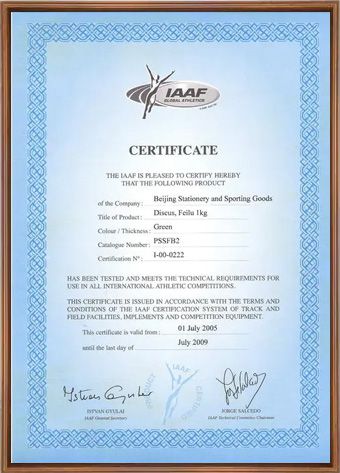 IAAF
GLOBAL ATHLETICS
CERTIFICATE
THE IAAF IS PLEASED TO CERTIFY HEREBY
THAT THE FOLLOWING PRODUCT
of the Company: Beijing Stationery and Sporting Goods
Title of Product: Discus, Feilu 1kg
Colour / Thickness: Green
Catalogue Number: PSSFB2
Certification N°: I-00-0222
HAS BEEN TESTED AND MEETS THE TECHNICAL REQUIREMENTS FOR
USE IN ALL INTERNATIONAL ATHLETIC COMPETITIONS.
THIS CERTIFICATE IS ISSUED IN ACCORDANCE WITH THE TERMS AND
CONDITIONS OF THE IAAF CERTIFICATION SYSTEM OF TRACK AND
FIELD FACILITIES, IMPLEMENTS AND COMPETITION EQUIPMENT.
This certificate is valid from: 01 July 2005
until the last day of July 2009
IAAF
PRODUCT
CERTIFIED
Istvan Gyulai
ISTVAN GYULAI
IAAF General Secretary
JORGE SALCEDO
IAAF Technical Committee Chairman